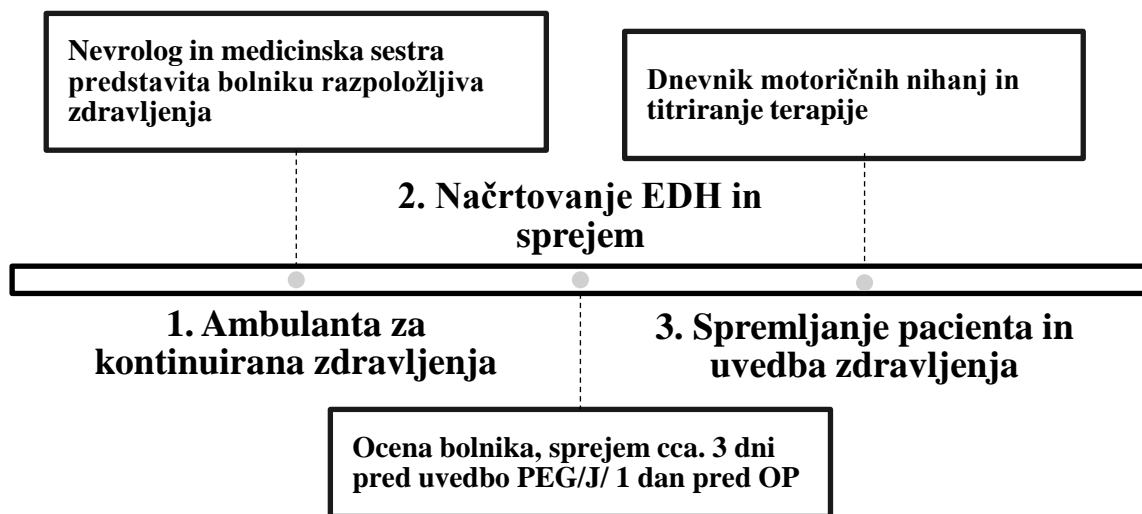 Nevrolog in medicinska sestra
predstavita bolniku razpoložljiva
zdravljenja
Dnevnik motoričnih nihanj in
titriranje terapije
2. Načrtovanje EDH in
sprejem
1. Ambulanta za
kontinuirana zdravljenja
3. Spremljanje pacienta in
uvedba zdravljenja
Ocena bolnika, sprejem cca. 3 dni
pred uvedbo PEG/J/ 1 dan pred OP